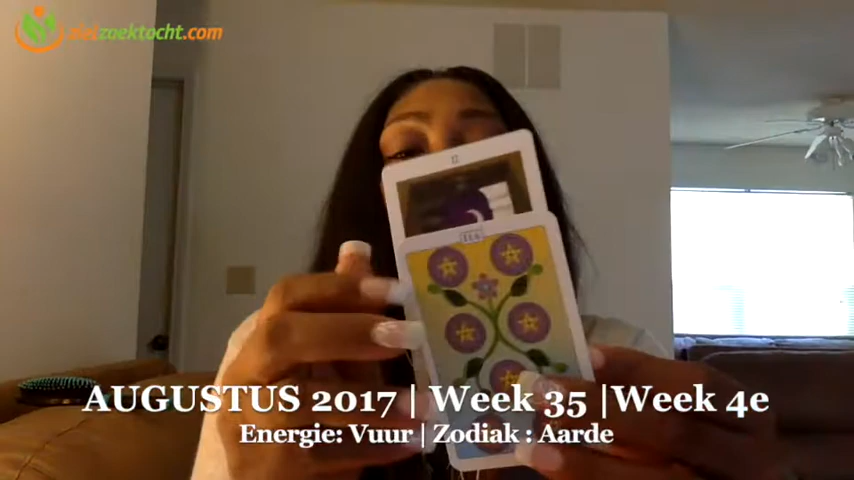 zielzoektocht.com
AUGUSTUS 2017 | Week 35 |Week 4e
Energie: Vuur | Zodiak : Aarde